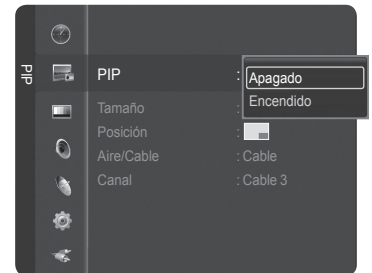 PIP
PIP : Apagado
Encendido
Tamaño :
Posición :
Aire/Cable : Cable
Canal : Cable 3